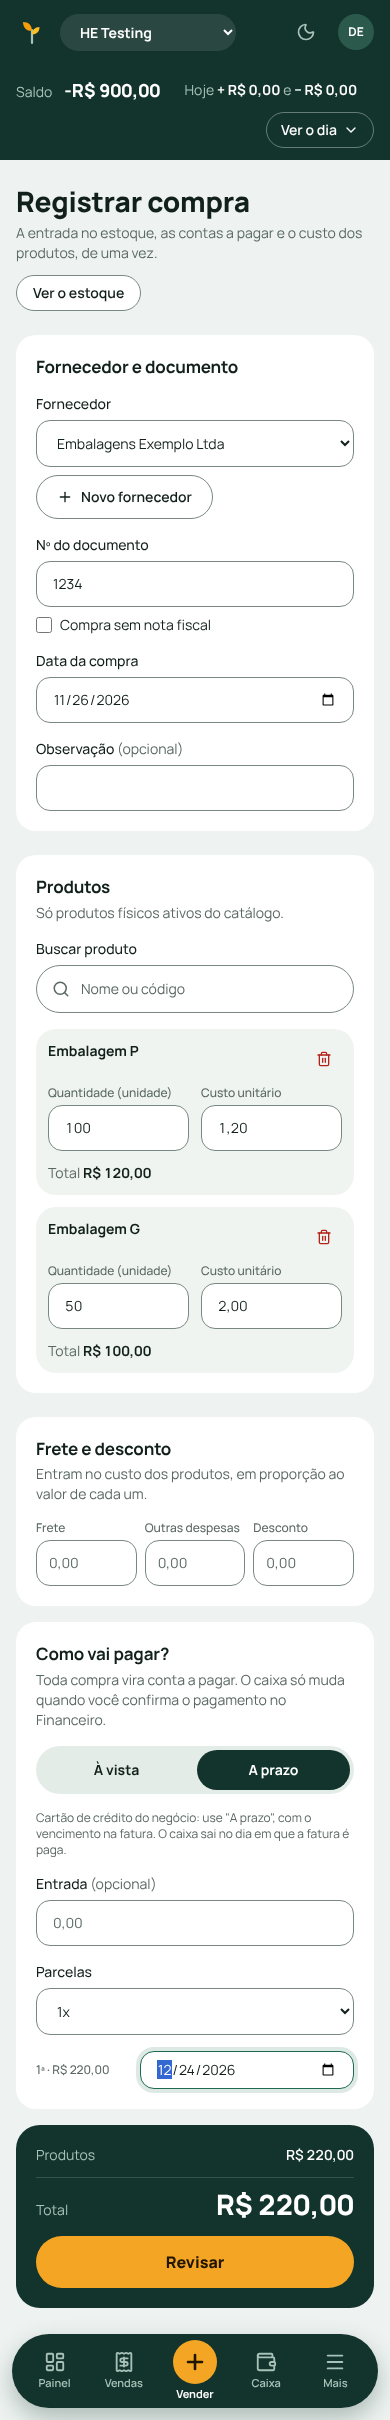 HE Testing
DE
Saldo -R$ 900,00 Hoje + R$ 0,00 e − R$ 0,00
Ver o dia
Registrar compra
A entrada no estoque, as contas a pagar e o custo dos
produtos, de uma vez.
Ver o estoque
Fornecedor e documento
Fornecedor
Embalagens Exemplo Ltda
Novo fornecedor
Nº do documento
1234
Compra sem nota fiscal
Data da compra
11/26/2026
Observação (opcional)
Produtos
Só produtos físicos ativos do catálogo.
Buscar produto
Nome ou código
Embalagem P
Quantidade (unidade) Custo unitário
100 1,20
Total R$ 120,00
Embalagem G
Quantidade (unidade) Custo unitário
50 2,00
Total R$ 100,00
Frete e desconto
Entram no custo dos produtos, em proporção ao
valor de cada um.
Frete Outras despesas Desconto
0,00 0,00 0,00
Como vai pagar?
Toda compra vira conta a pagar. O caixa só muda
quando você confirma o pagamento no
Financeiro.
À vista A prazo
Cartão de crédito do negócio: use "A prazo", com o
vencimento na fatura. O caixa sai no dia em que a fatura é
paga.
Entrada (opcional)
0,00
Parcelas
1x
1ª · R$ 220,00 12/24/2026
Produtos R$ 220,00
Total R$ 220,00
Revisar
Painel Vendas Vender Caixa Mais